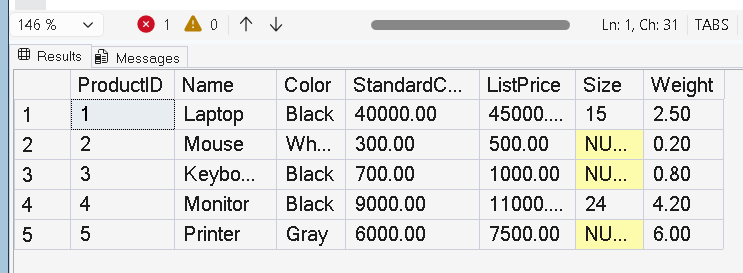 146 % 1 0 Ln: 1, Ch: 31 TABS
Results Messages
ProductID Name Color StandardC... ListPrice Size Weight
1 1 Laptop Black 40000.00 45000.... 15 2.50
2 2 Mouse Wh... 300.00 500.00 NU... 0.20
3 3 Keybo... Black 700.00 1000.00 NU... 0.80
4 4 Monitor Black 9000.00 11000.... 24 4.20
5 5 Printer Gray 6000.00 7500.00 NU... 6.00